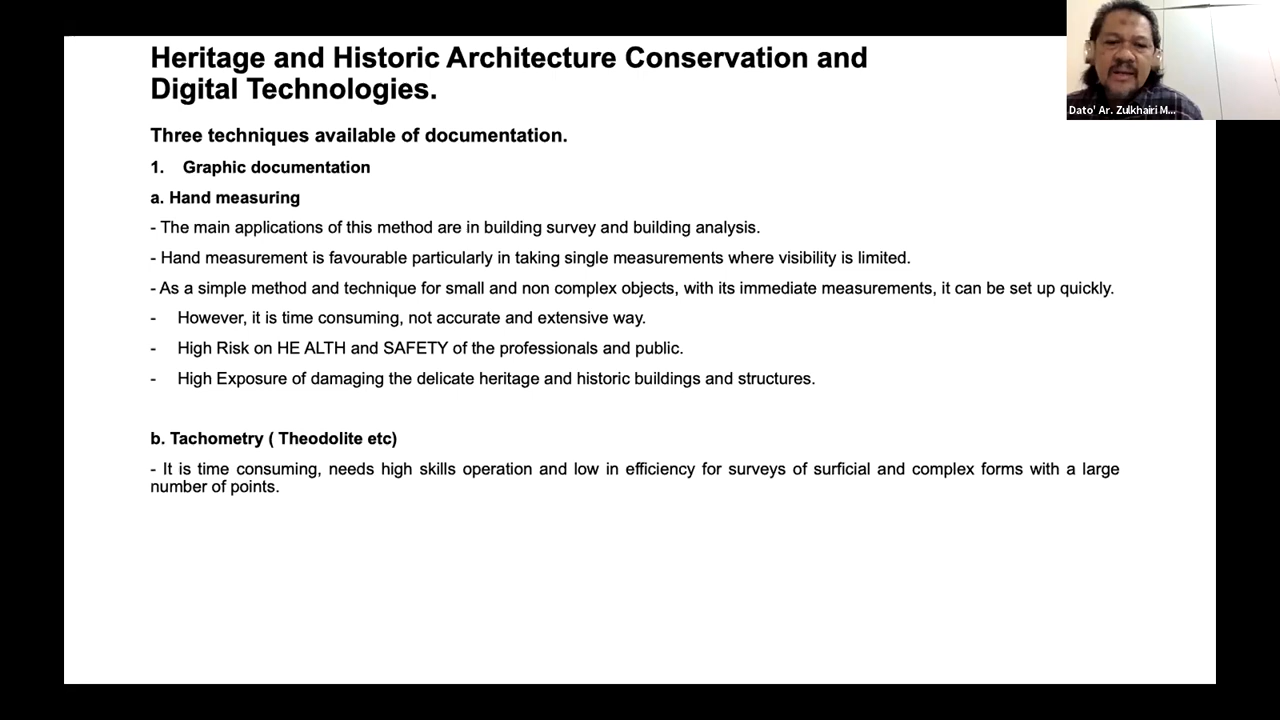 Heritage and Historic Architecture Conservation and
Digital Technologies.
Dato' Ar. Zulkhairi M...
Three techniques available of documentation.
1. Graphic documentation
a. Hand measuring
- The main applications of this method are in building survey and building analysis.
- Hand measurement is favourable particularly in taking single measurements where visibility is limited.
- As a simple method and technique for small and non complex objects, with its immediate measurements, it can be set up quickly.
- However, it is time consuming, not accurate and extensive way.
- High Risk on HE ALTH and SAFETY of the professionals and public.
- High Exposure of damaging the delicate heritage and historic buildings and structures.
b. Tachometry ( Theodolite etc)
- It is time consuming, needs high skills operation and low in efficiency for surveys of surficial and complex forms with a large
number of points.